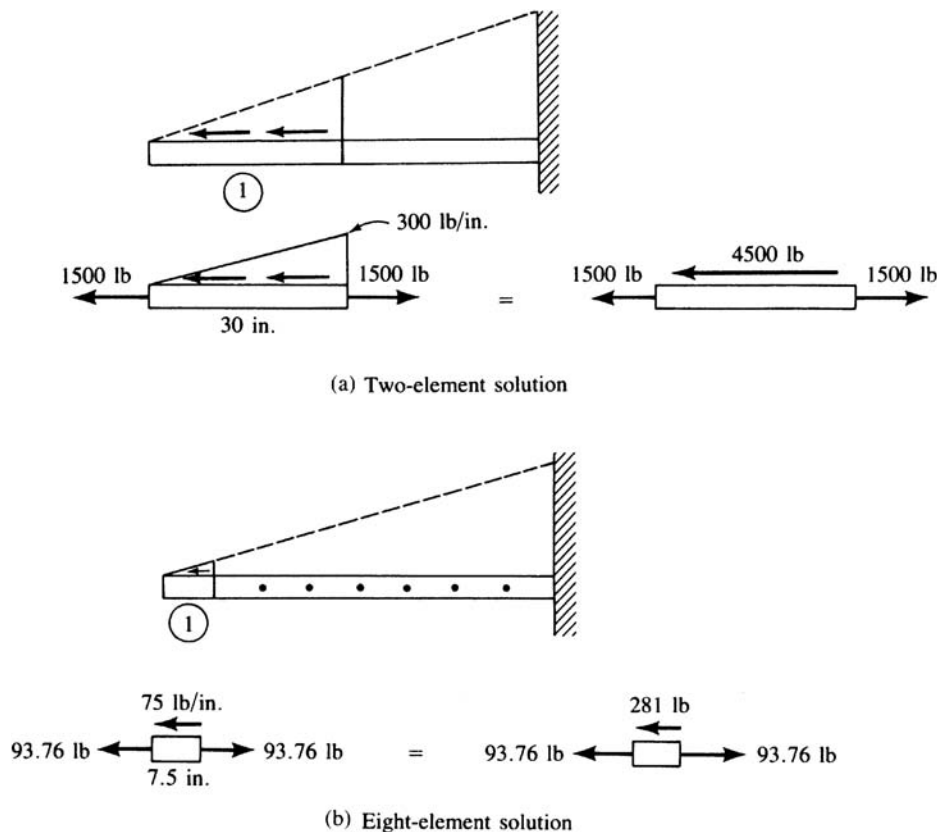 1
300 lb/in.
1500 lb 1500 lb = 1500 lb 4500 lb 1500 lb
30 in.
(a) Two-element solution
1
75 lb/in. 281 lb
93.76 lb 93.76 lb = 93.76 lb 93.76 lb
7.5 in.
(b) Eight-element solution